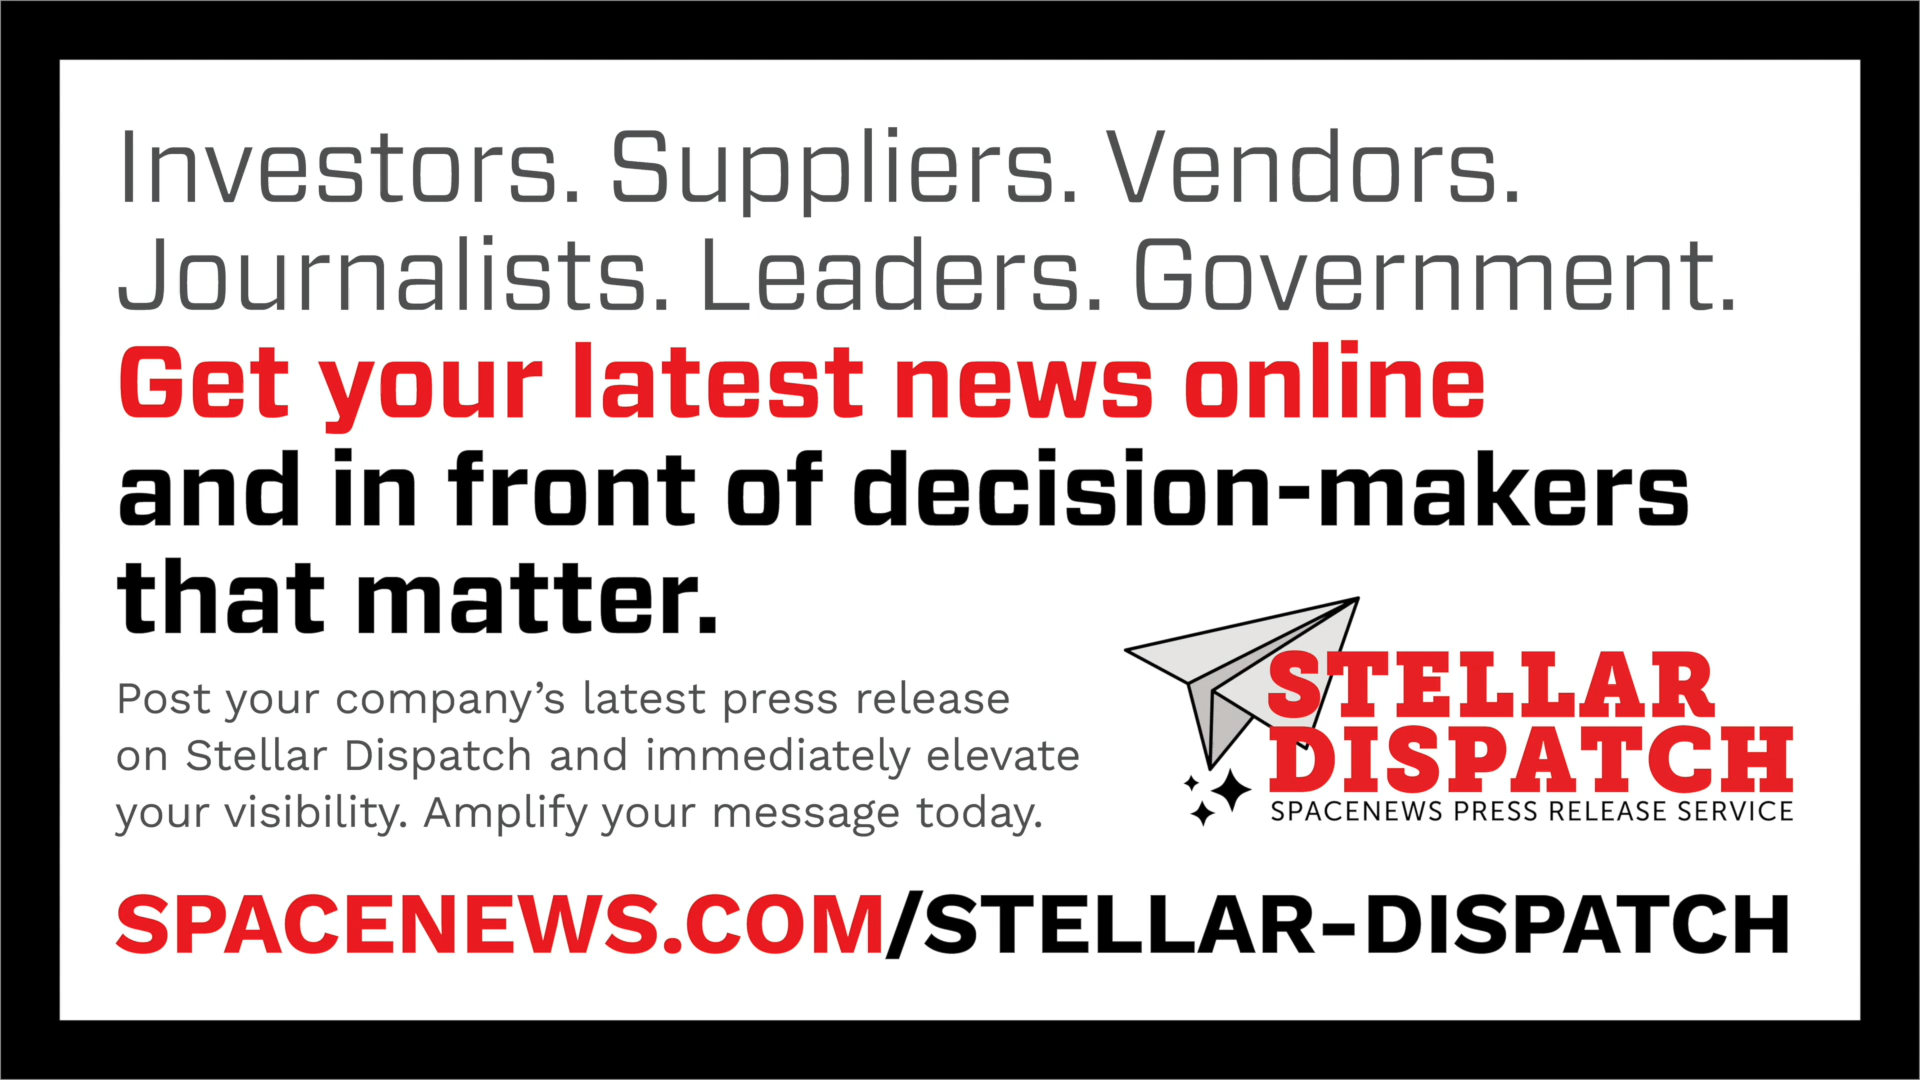 Investors. Suppliers. Vendors.
Journalists. Leaders. Government.
Get your latest news online
and in front of decision-makers
that matter.
Post your company’s latest press release
on Stellar Dispatch and immediately elevate
your visibility. Amplify your message today.
STELLAR
DISPATCH
SPACENEWS PRESS RELEASE SERVICE
SPACENEWS.COM/STELLAR-DISPATCH